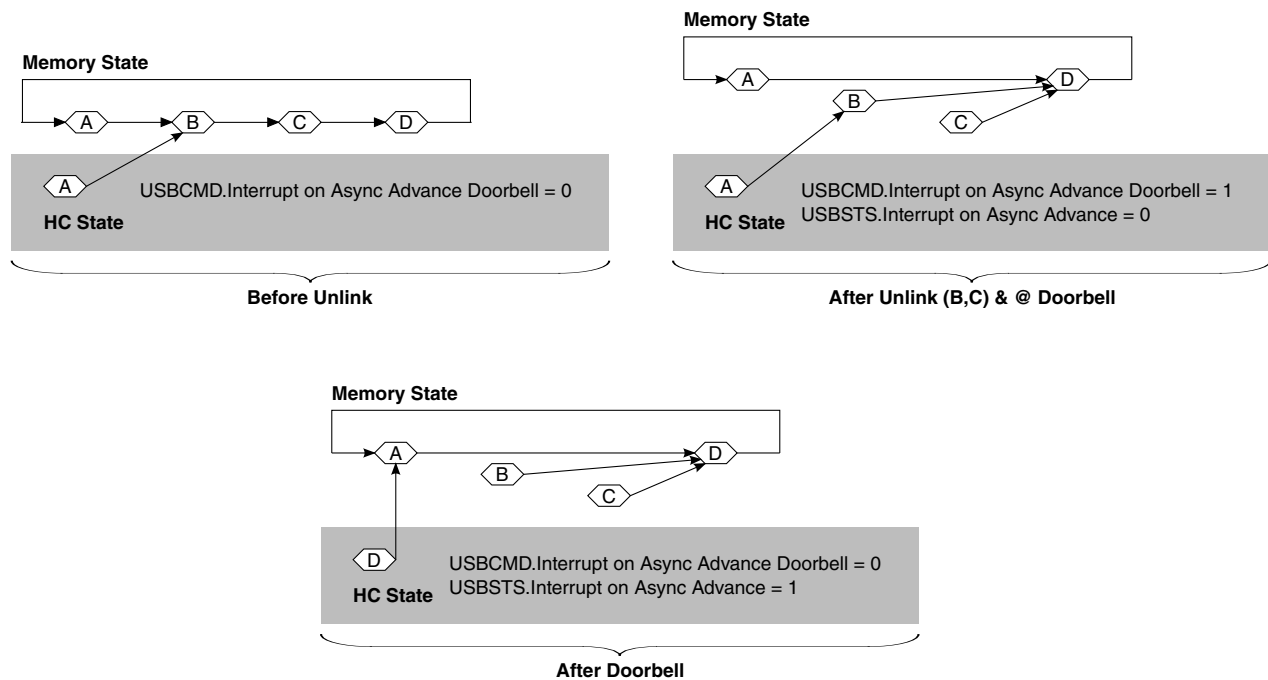 Memory State
A B C D
A USBCMD.Interrupt on Async Advance Doorbell = 0
HC State
Before Unlink
Memory State
A D
B
C
A USBCMD.Interrupt on Async Advance Doorbell = 1
HC State USBSTS.Interrupt on Async Advance = 0
After Unlink (B,C) & @ Doorbell
Memory State
A D
B
C
D USBCMD.Interrupt on Async Advance Doorbell = 0
HC State USBSTS.Interrupt on Async Advance = 1
After Doorbell